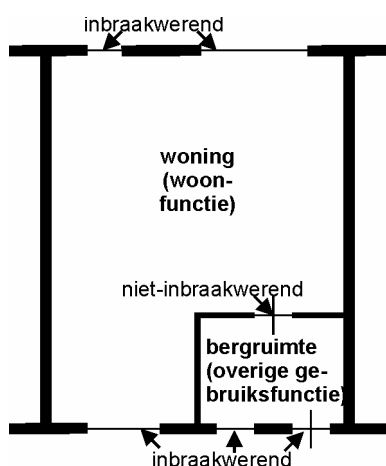 inbraakwerend
woning
(woon-
functie)
niet-inbraakwerend
bergruimte
(overige ge-
bruiksfunctie)
inbraakwerend